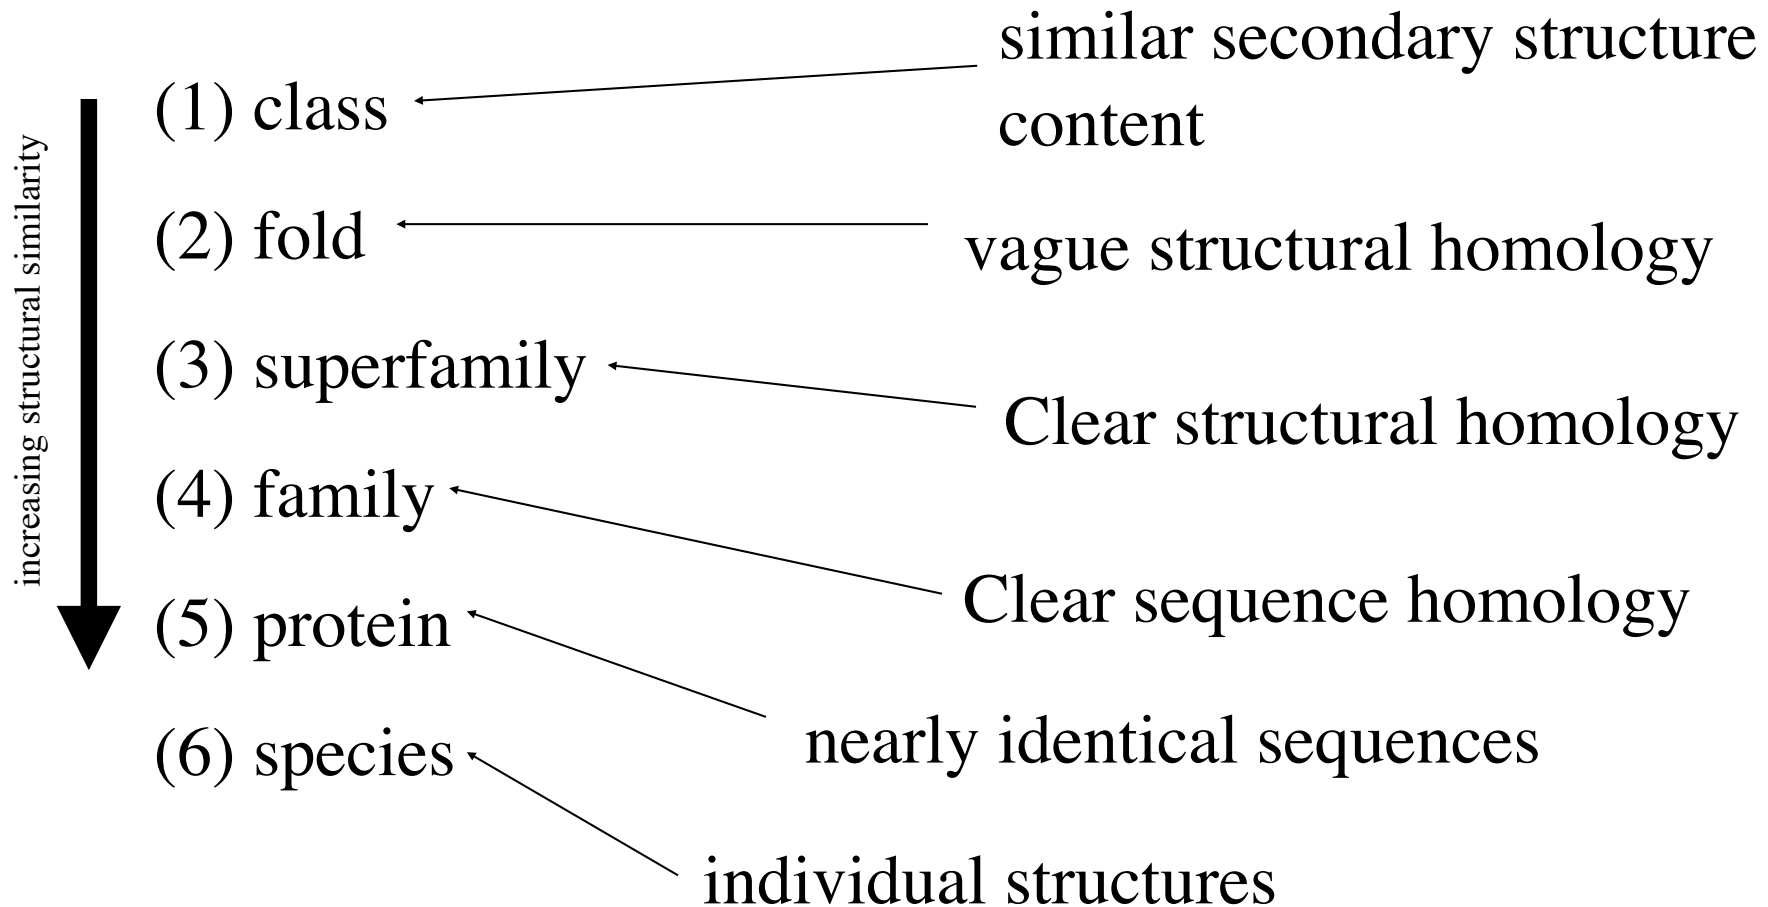 similar secondary structure
content
(1) class
(2) fold
vague structural homology
(3) superfamily
Clear structural homology
(4) family
Clear sequence homology
(5) protein
nearly identical sequences
(6) species
individual structures
increasing structural similarity